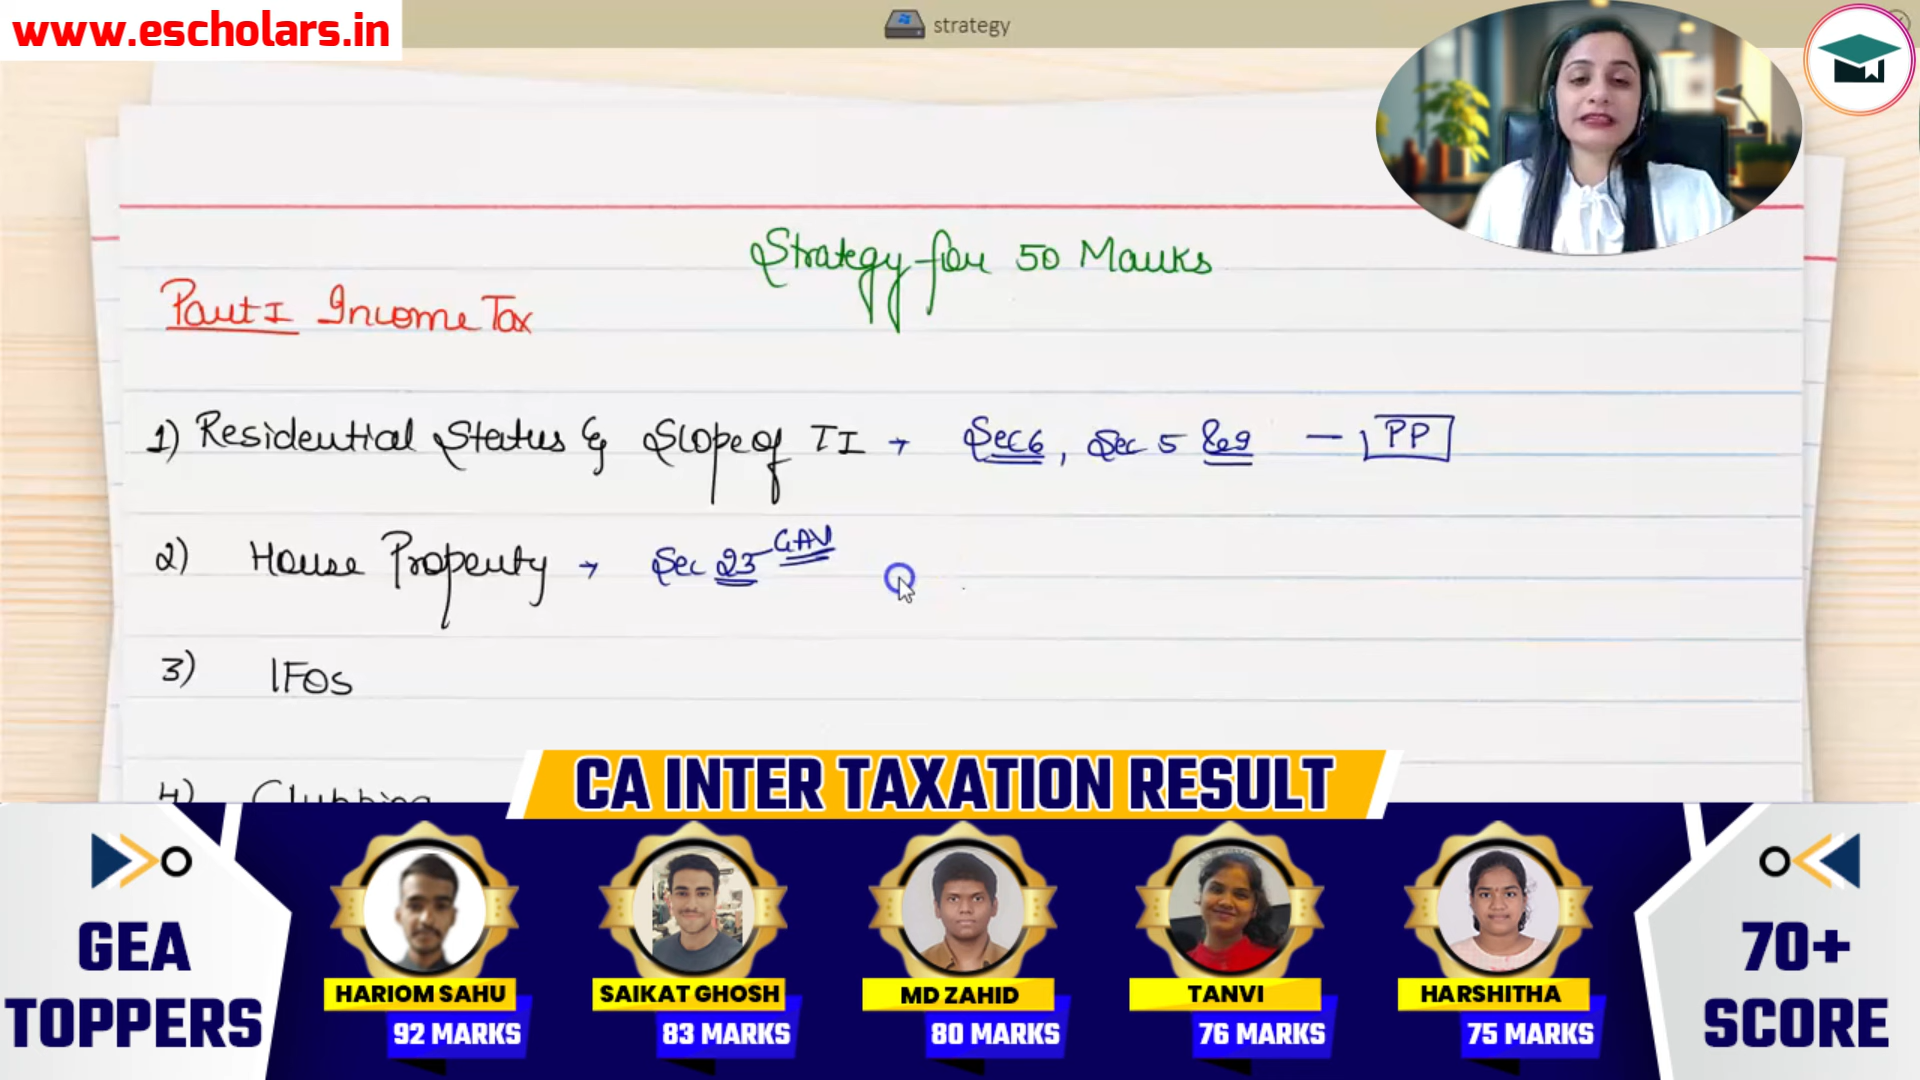 www.escholars.in
strategy
Strategy for 50 Marks
Part I Income Tax
1) Residential Status & Scope of TI → Sec 6, Sec 5 & 9 — PP
2) House Property → Sec 23 GAV
3) IFOS
4) Clubbing
CA INTER TAXATION RESULT
GEA TOPPERS
HARIOM SAHU
92 MARKS
SAIKAT GHOSH
83 MARKS
MD ZAHID
80 MARKS
TANVI
76 MARKS
HARSHITHA
75 MARKS
70+ SCORE